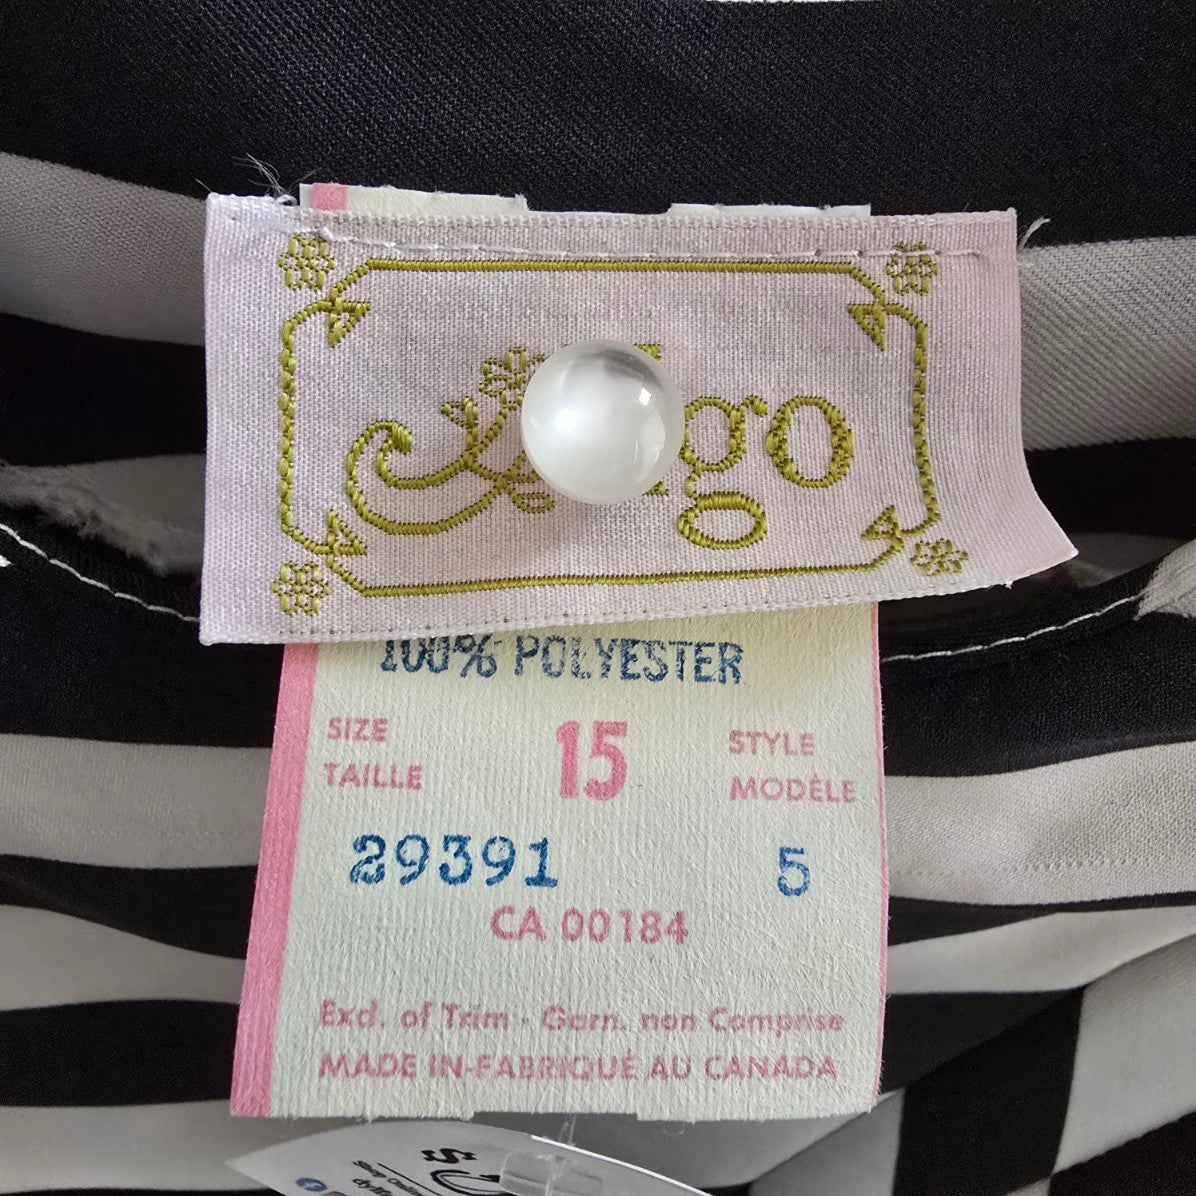 go
100% POLYESTER
SIZE 15 STYLE
TAILLE MODÈLE
29391 5
CA 00184
Excl. of Trim - Garn. non Comprise
MADE IN-FABRIQUÉ AU CANADA